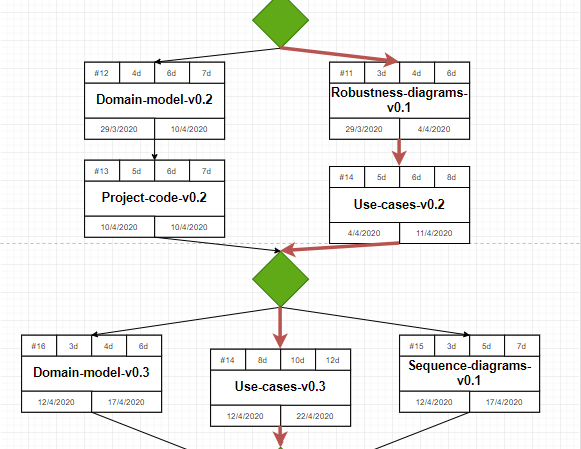 #12 4d 6d 7d
Domain-model-v0.2
29/3/2020 10/4/2020
#11 3d 4d 6d
Robustness-diagrams-
v0.1
29/3/2020 4/4/2020
#13 5d 6d 7d
Project-code-v0.2
10/4/2020 10/4/2020
#14 5d 6d 8d
Use-cases-v0.2
4/4/2020 11/4/2020
#16 3d 4d 6d
Domain-model-v0.3
12/4/2020 17/4/2020
#14 8d 10d 12d
Use-cases-v0.3
12/4/2020 22/4/2020
#15 3d 5d 7d
Sequence-diagrams-
v0.1
12/4/2020 17/4/2020